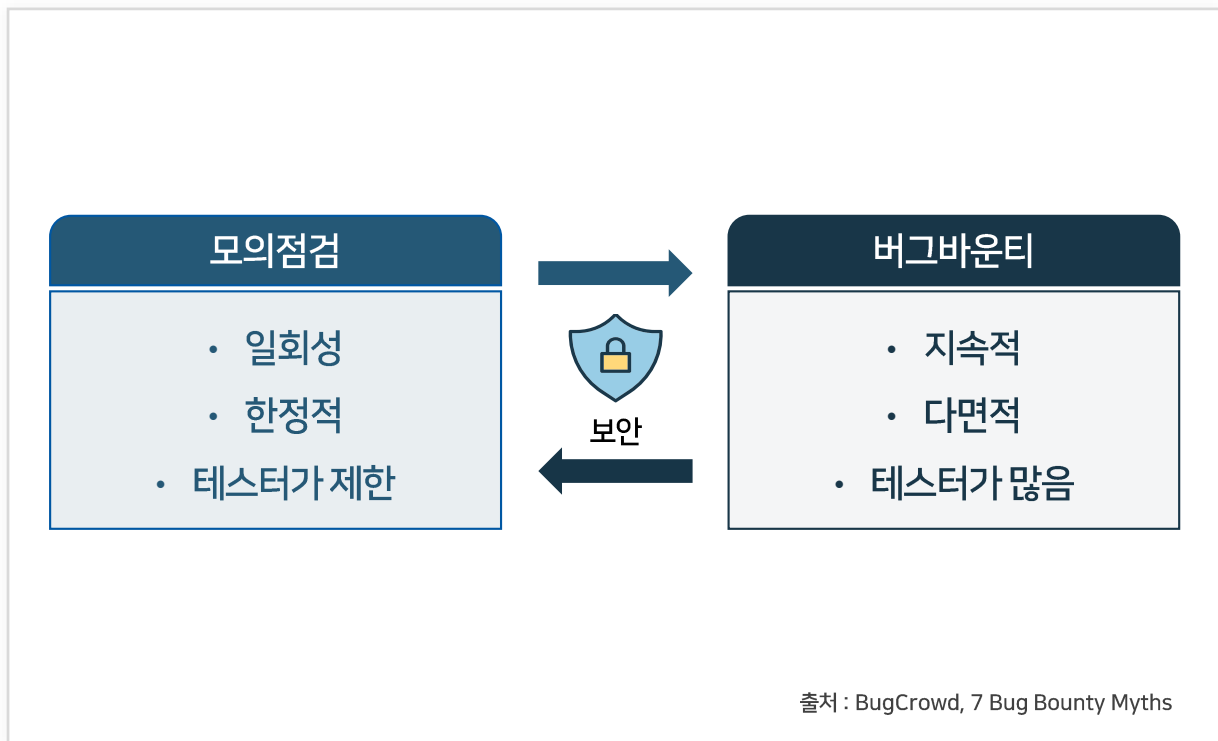 모의점검
• 일회성
• 한정적
• 테스터가 제한
보안
버그바운티
• 지속적
• 다면적
• 테스터가 많음
출처 : BugCrowd, 7 Bug Bounty Myths